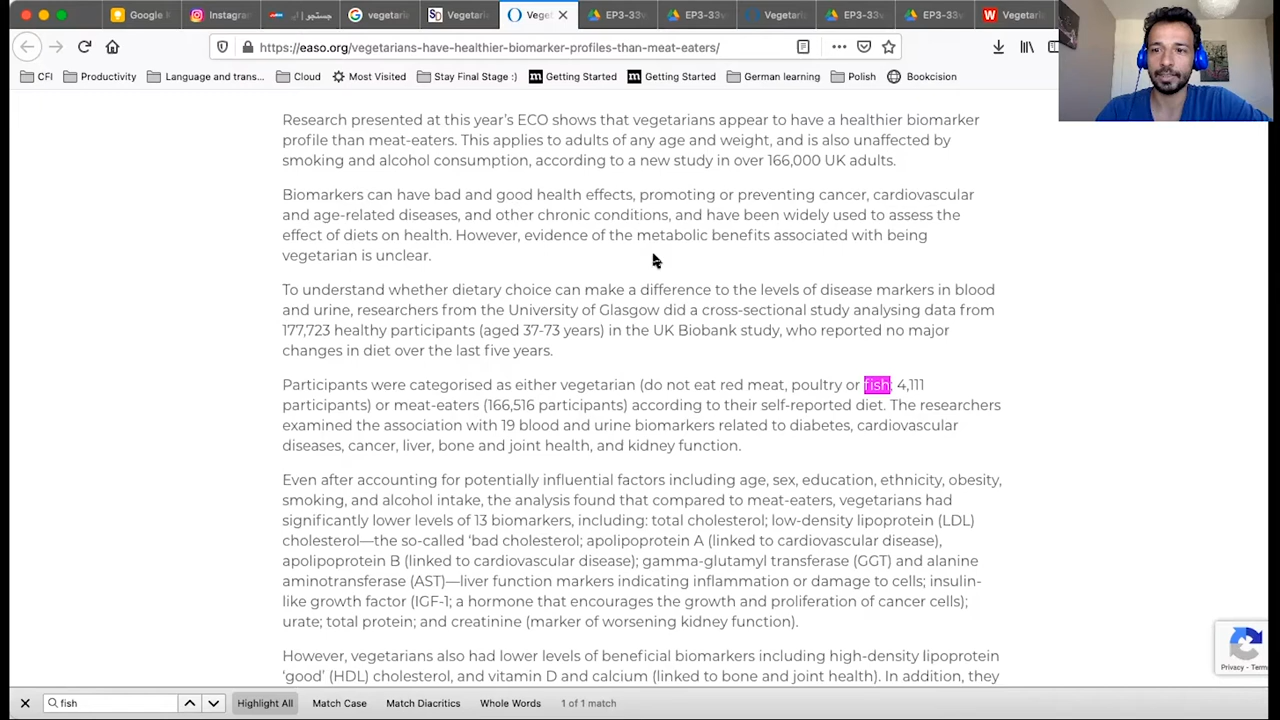 Google K
Instagram
جستجو | آی
vegetaria
Vegetaria
Veget
EP3-33v
EP3-33v
Vegetari
EP3-33v
EP3-33v
Vegetari
https://easo.org/vegetarians-have-healthier-biomarker-profiles-than-meat-eaters/
CFI
Productivity
Language and trans...
Cloud
Most Visited
Stay Final Stage :)
Getting Started
Getting Started
German learning
Polish
Bookcision
Research presented at this year's ECO shows that vegetarians appear to have a healthier biomarker
profile than meat-eaters. This applies to adults of any age and weight, and is also unaffected by
smoking and alcohol consumption, according to a new study in over 166,000 UK adults.
Biomarkers can have bad and good health effects, promoting or preventing cancer, cardiovascular
and age-related diseases, and other chronic conditions, and have been widely used to assess the
effect of diets on health. However, evidence of the metabolic benefits associated with being
vegetarian is unclear.
To understand whether dietary choice can make a difference to the levels of disease markers in blood
and urine, researchers from the University of Glasgow did a cross-sectional study analysing data from
177,723 healthy participants (aged 37-73 years) in the UK Biobank study, who reported no major
changes in diet over the last five years.
Participants were categorised as either vegetarian (do not eat red meat, poultry or fish; 4,111
participants) or meat-eaters (166,516 participants) according to their self-reported diet. The researchers
examined the association with 19 blood and urine biomarkers related to diabetes, cardiovascular
diseases, cancer, liver, bone and joint health, and kidney function.
Even after accounting for potentially influential factors including age, sex, education, ethnicity, obesity,
smoking, and alcohol intake, the analysis found that compared to meat-eaters, vegetarians had
significantly lower levels of 13 biomarkers, including: total cholesterol; low-density lipoprotein (LDL)
cholesterol—the so-called 'bad cholesterol; apolipoprotein A (linked to cardiovascular disease),
apolipoprotein B (linked to cardiovascular disease); gamma-glutamyl transferase (GGT) and alanine
aminotransferase (AST)—liver function markers indicating inflammation or damage to cells; insulin-
like growth factor (IGF-1; a hormone that encourages the growth and proliferation of cancer cells);
urate; total protein; and creatinine (marker of worsening kidney function).
However, vegetarians also had lower levels of beneficial biomarkers including high-density lipoprotein
'good' (HDL) cholesterol, and vitamin D and calcium (linked to bone and joint health). In addition, they
Privacy - Term
fish
Highlight All
Match Case
Match Diacritics
Whole Words
1 of 1 match